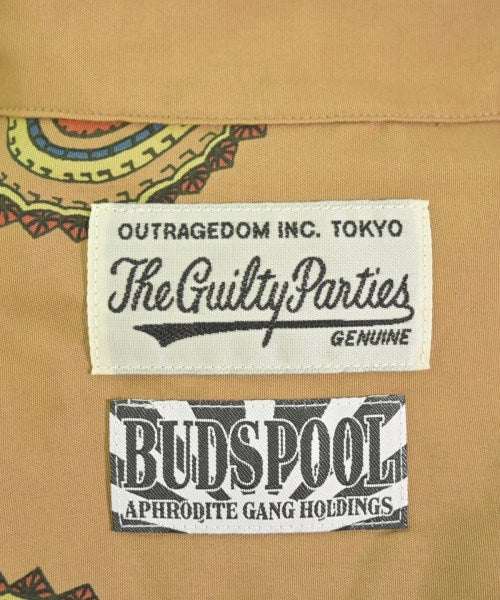 OUTRAGEDOM INC. TOKYO
The Guilty Parties
GENUINE
BUDSPOOL
APHRODITE GANG HOLDINGS